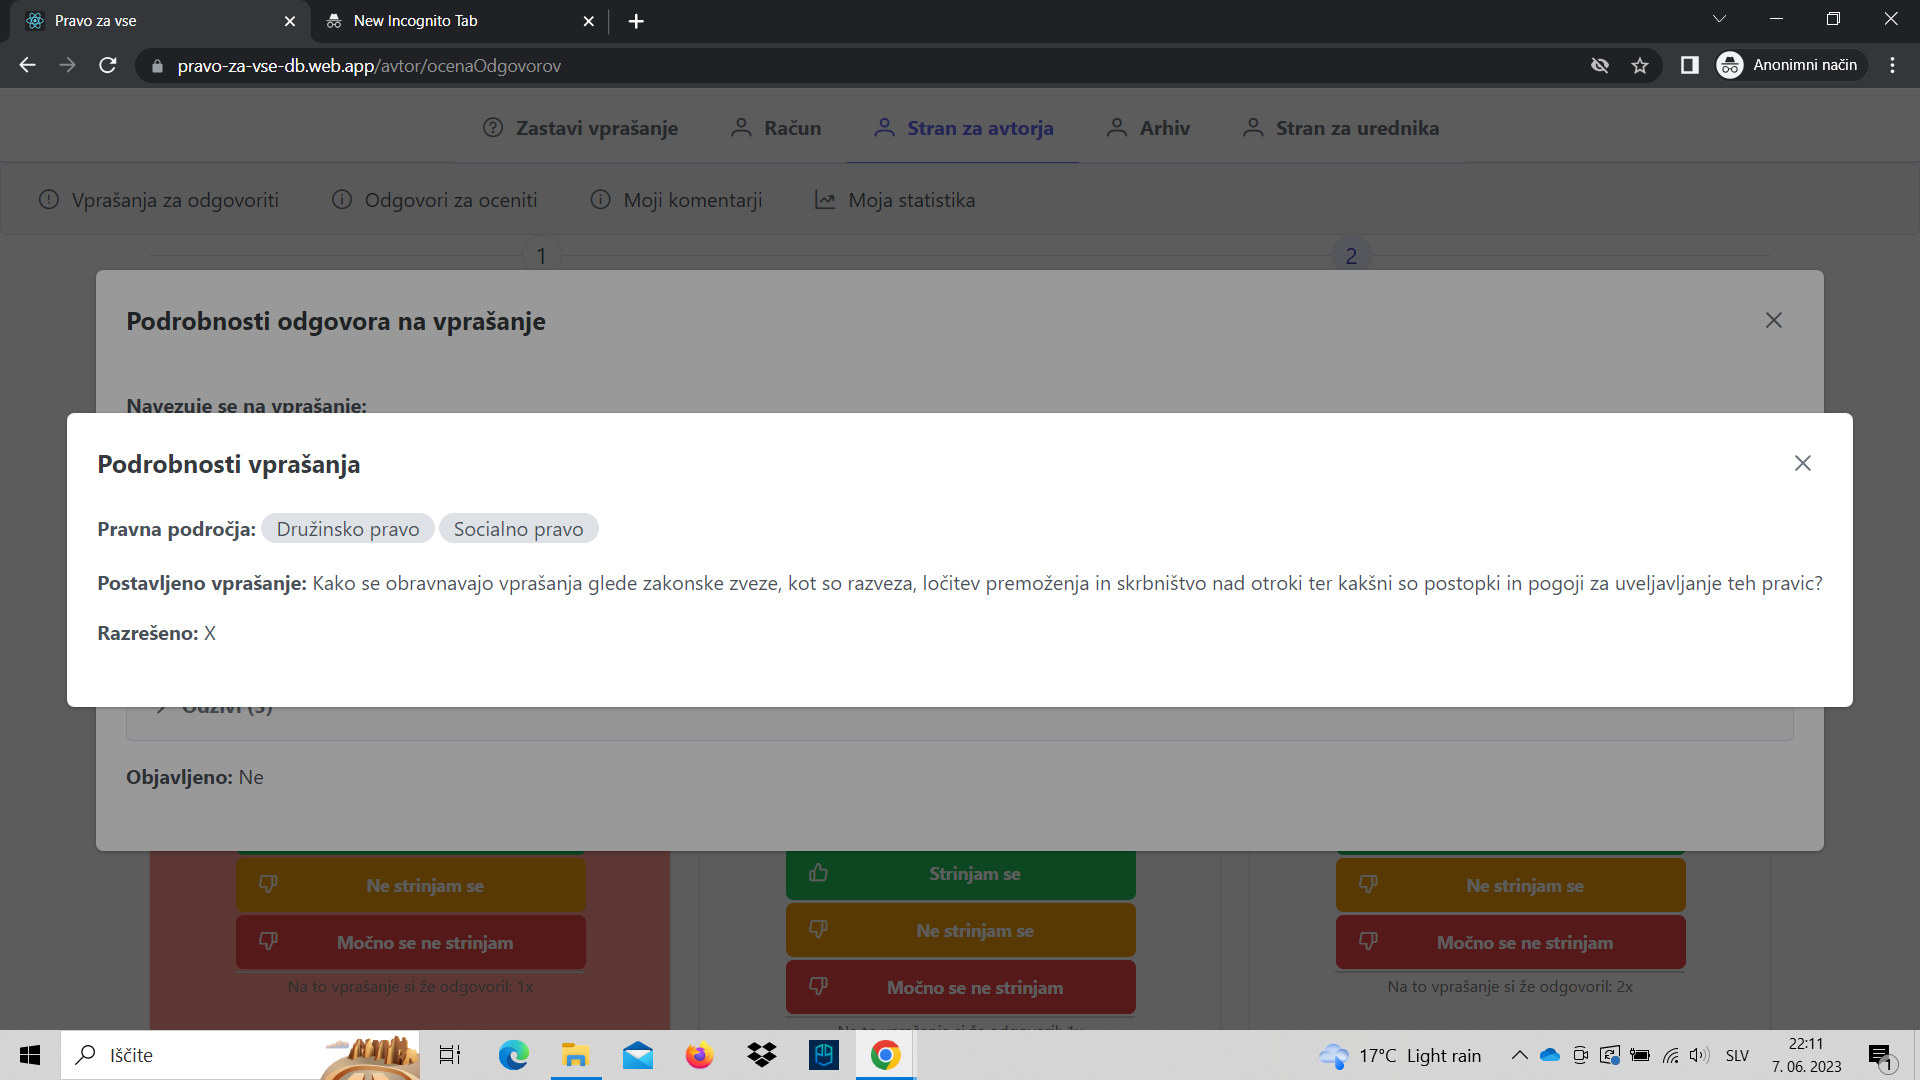 Pravo za vse
New Incognito Tab
pravo-za-vse-db.web.app/avtor/ocenaOdgovorov
Anonimni način
Zastavi vprašanje
Račun
Stran za avtorja
Arhiv
Stran za urednika
Vprašanja za odgovoriti
Odgovori za oceniti
Moji komentarji
Moja statistika
1
2
Podrobnosti odgovora na vprašanje
Navezuje se na vprašanje:
Podrobnosti vprašanja
Pravna področja: Družinsko pravo Socialno pravo
Postavljeno vprašanje: Kako se obravnavajo vprašanja glede zakonske zveze, kot so razveza, ločitev premoženja in skrbništvo nad otroki ter kakšni so postopki in pogoji za uveljavljanje teh pravic?
Razrešeno: X
Objavljeno: Ne
Ne strinjam se
Močno se ne strinjam
Na to vprašanje si že odgovoril: 1x
Strinjam se
Ne strinjam se
Močno se ne strinjam
Na to vprašanje si že odgovoril: 1x
Ne strinjam se
Močno se ne strinjam
Na to vprašanje si že odgovoril: 2x
Iščite
17°C Light rain
SLV
22:11
7. 06. 2023
1